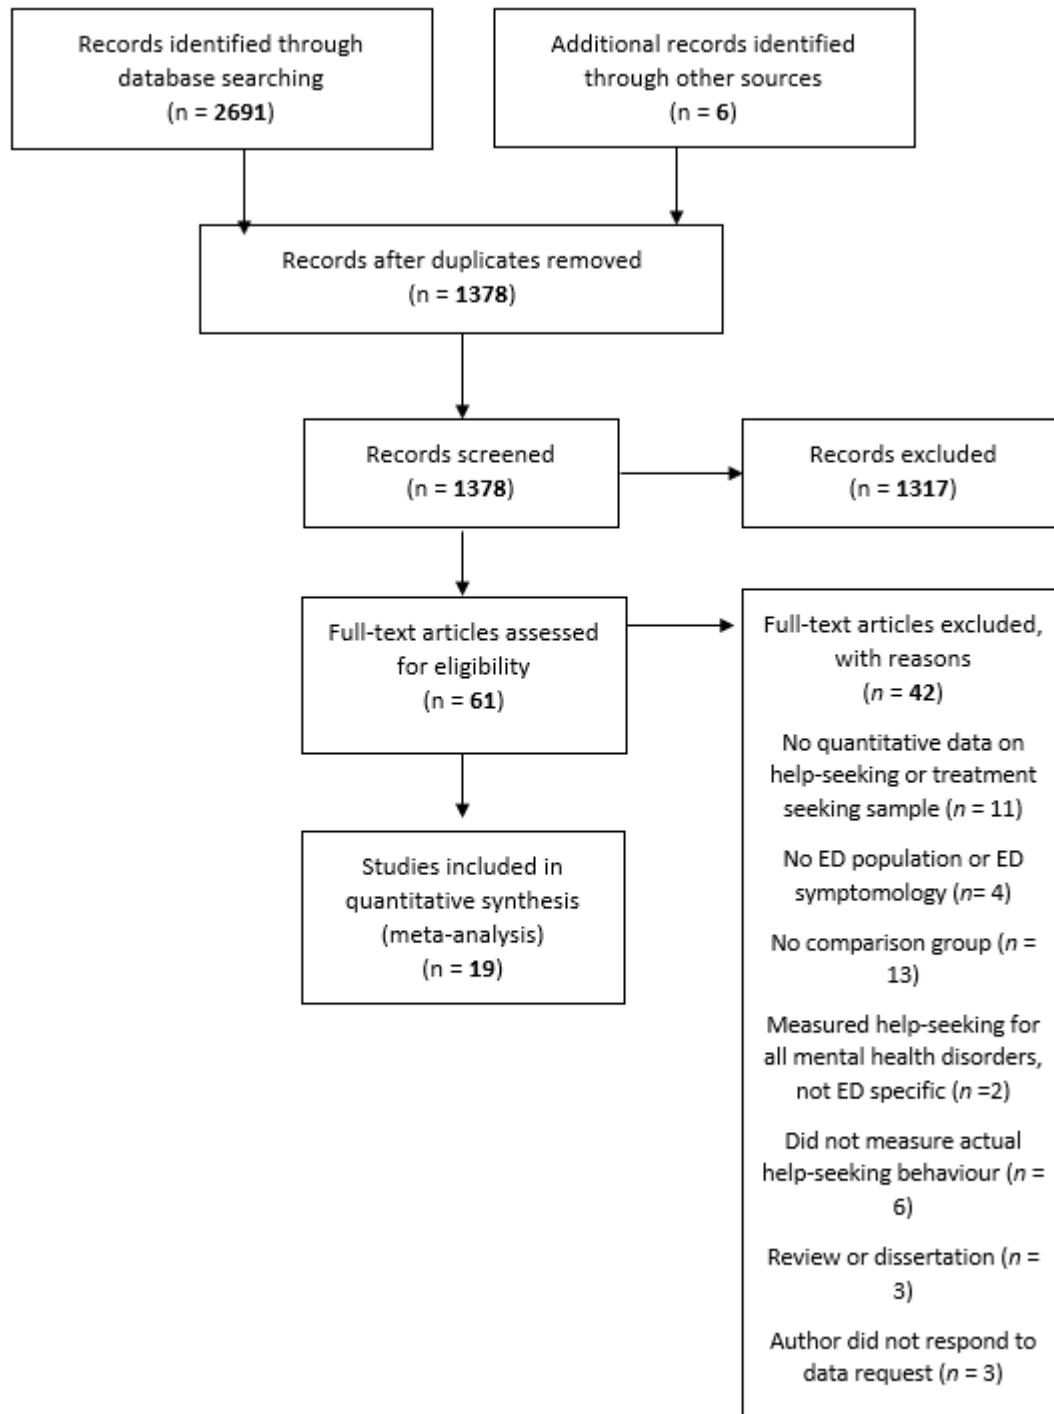 Records identified through
database searching
(n = 2691)
Additional records identified
through other sources
(n = 6)
Records after duplicates removed
(n = 1378)
Records screened
(n = 1378)
Records excluded
(n = 1317)
Full-text articles assessed
for eligibility
(n = 61)
Full-text articles excluded,
with reasons
(n = 42)
No quantitative data on
help-seeking or treatment
seeking sample (n = 11)
No ED population or ED
symptomology (n= 4)
No comparison group (n =
13)
Measured help-seeking for
all mental health disorders,
not ED specific (n =2)
Did not measure actual
help-seeking behaviour (n =
6)
Review or dissertation (n =
3)
Author did not respond to
data request (n = 3)
Studies included in
quantitative synthesis
(meta-analysis)
(n = 19)